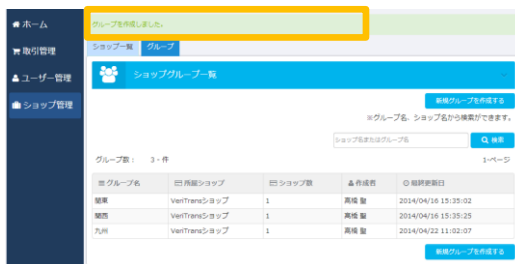 ホーム
取引管理
ユーザー管理
ショップ管理
グループを作成しました。
ショップ一覧 グループ
ショップグループ一覧
新規グループを作成する
※グループ名、ショップ名から検索ができます。
ショップ名またはグループ名 検索
グループ数： 3 - 件 1-ページ
グループ名 所属ショップ ショップ数 作成者 最終更新日
関東 VeriTransショップ 1 高橋 聖 2014/04/16 15:35:02
関西 VeriTransショップ 1 高橋 聖 2014/04/16 15:35:25
九州 VeriTransショップ 1 高橋 聖 2014/04/22 11:02:07
新規グループを作成する